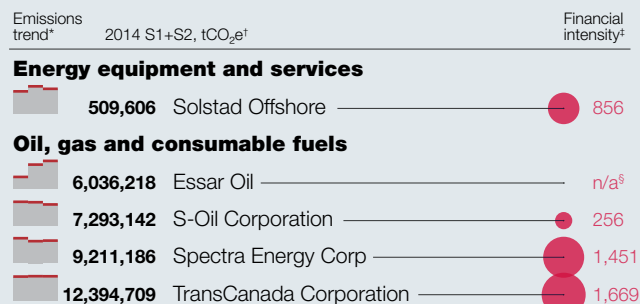 Emissions trend* 2014 S1+S2, tCO₂e† Financial intensity‡
Energy equipment and services
509,606 Solstad Offshore 856
Oil, gas and consumable fuels
6,036,218 Essar Oil n/a§
7,293,142 S-Oil Corporation 256
9,211,186 Spectra Energy Corp 1,451
12,394,709 TransCanada Corporation 1,669